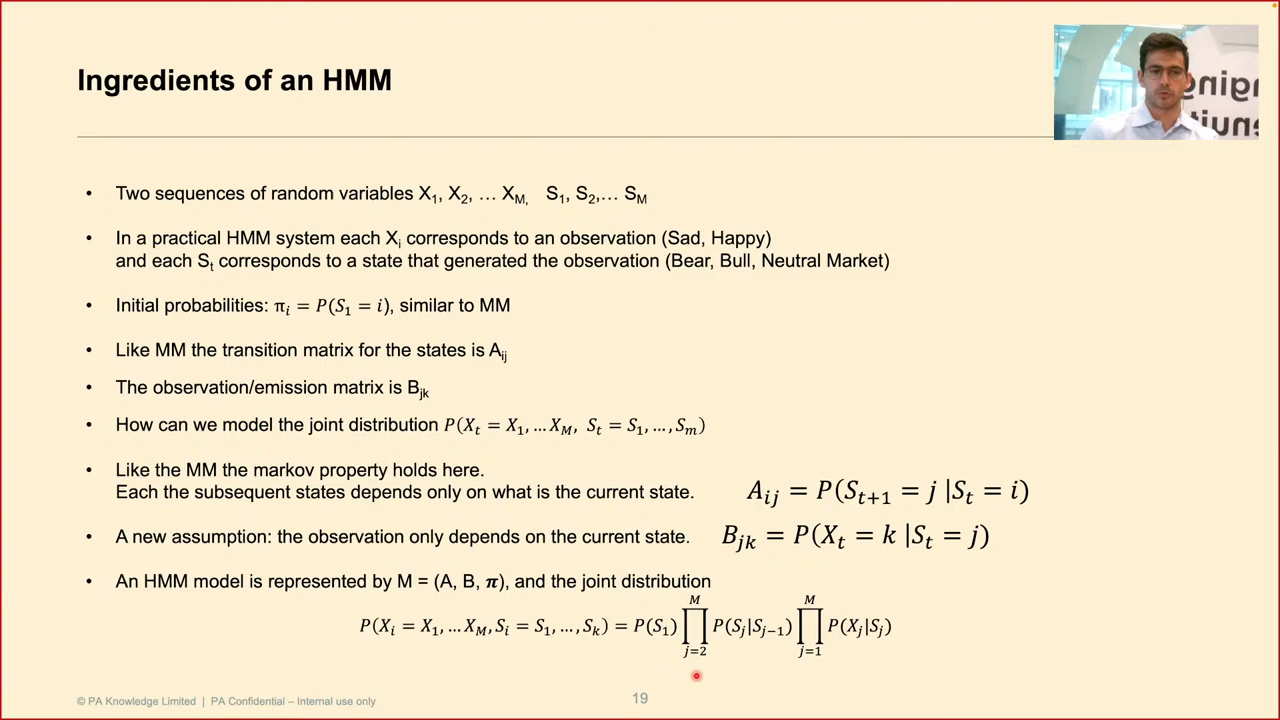 Ingredients of an HMM
nging
enuit
• Two sequences of random variables X₁, X₂, … X_M,   S₁, S₂,… S_M
• In a practical HMM system each Xᵢ corresponds to an observation (Sad, Happy)
and each Sₜ corresponds to a state that generated the observation (Bear, Bull, Neutral Market)
• Initial probabilities: πᵢ = P(S₁ = i), similar to MM
• Like MM the transition matrix for the states is Aᵢⱼ
• The observation/emission matrix is Bⱼₖ
• How can we model the joint distribution P(Xₜ = X₁, … X_M, Sₜ = S₁, …, Sₘ)
• Like the MM the markov property holds here.
Each the subsequent states depends only on what is the current state. Aᵢⱼ = P(Sₜ₊₁ = j |Sₜ = i)
• A new assumption: the observation only depends on the current state. Bⱼₖ = P(Xₜ = k |Sₜ = j)
• An HMM model is represented by M = (A, B, π), and the joint distribution
P(Xᵢ = X₁, … X_M, Sᵢ = S₁, …, Sₖ) = P(S₁) ∏_{j=2}^{M} P(Sⱼ|Sⱼ₋₁) ∏_{j=1}^{M} P(Xⱼ|Sⱼ)
© PA Knowledge Limited | PA Confidential – Internal use only
19